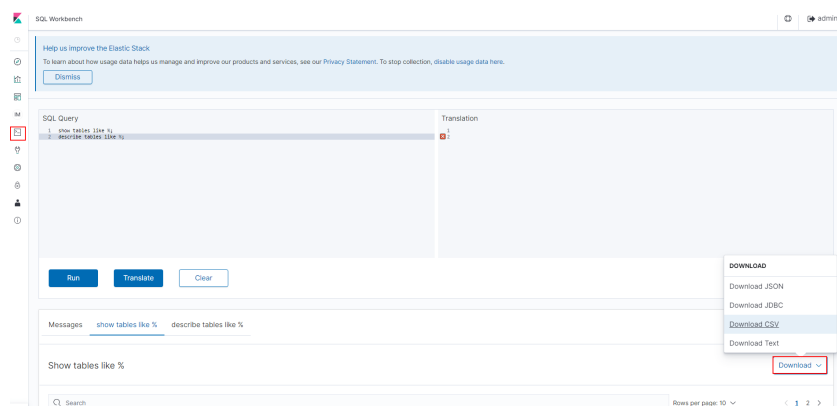 SQL Workbench
admin
Help us improve the Elastic Stack
To learn about how usage data helps us manage and improve our products and services, see our Privacy Statement. To stop collection, disable usage data here.
Dismiss
IM
SQL Query
Translation
1 show tables like %;
2 describe tables like %;
1
2
Run
Translate
Clear
DOWNLOAD
Download JSON
Download JDBC
Download CSV
Download Text
Messages
show tables like %
describe tables like %
Show tables like %
Download
Search
Rows per page: 10
< 1 2 >